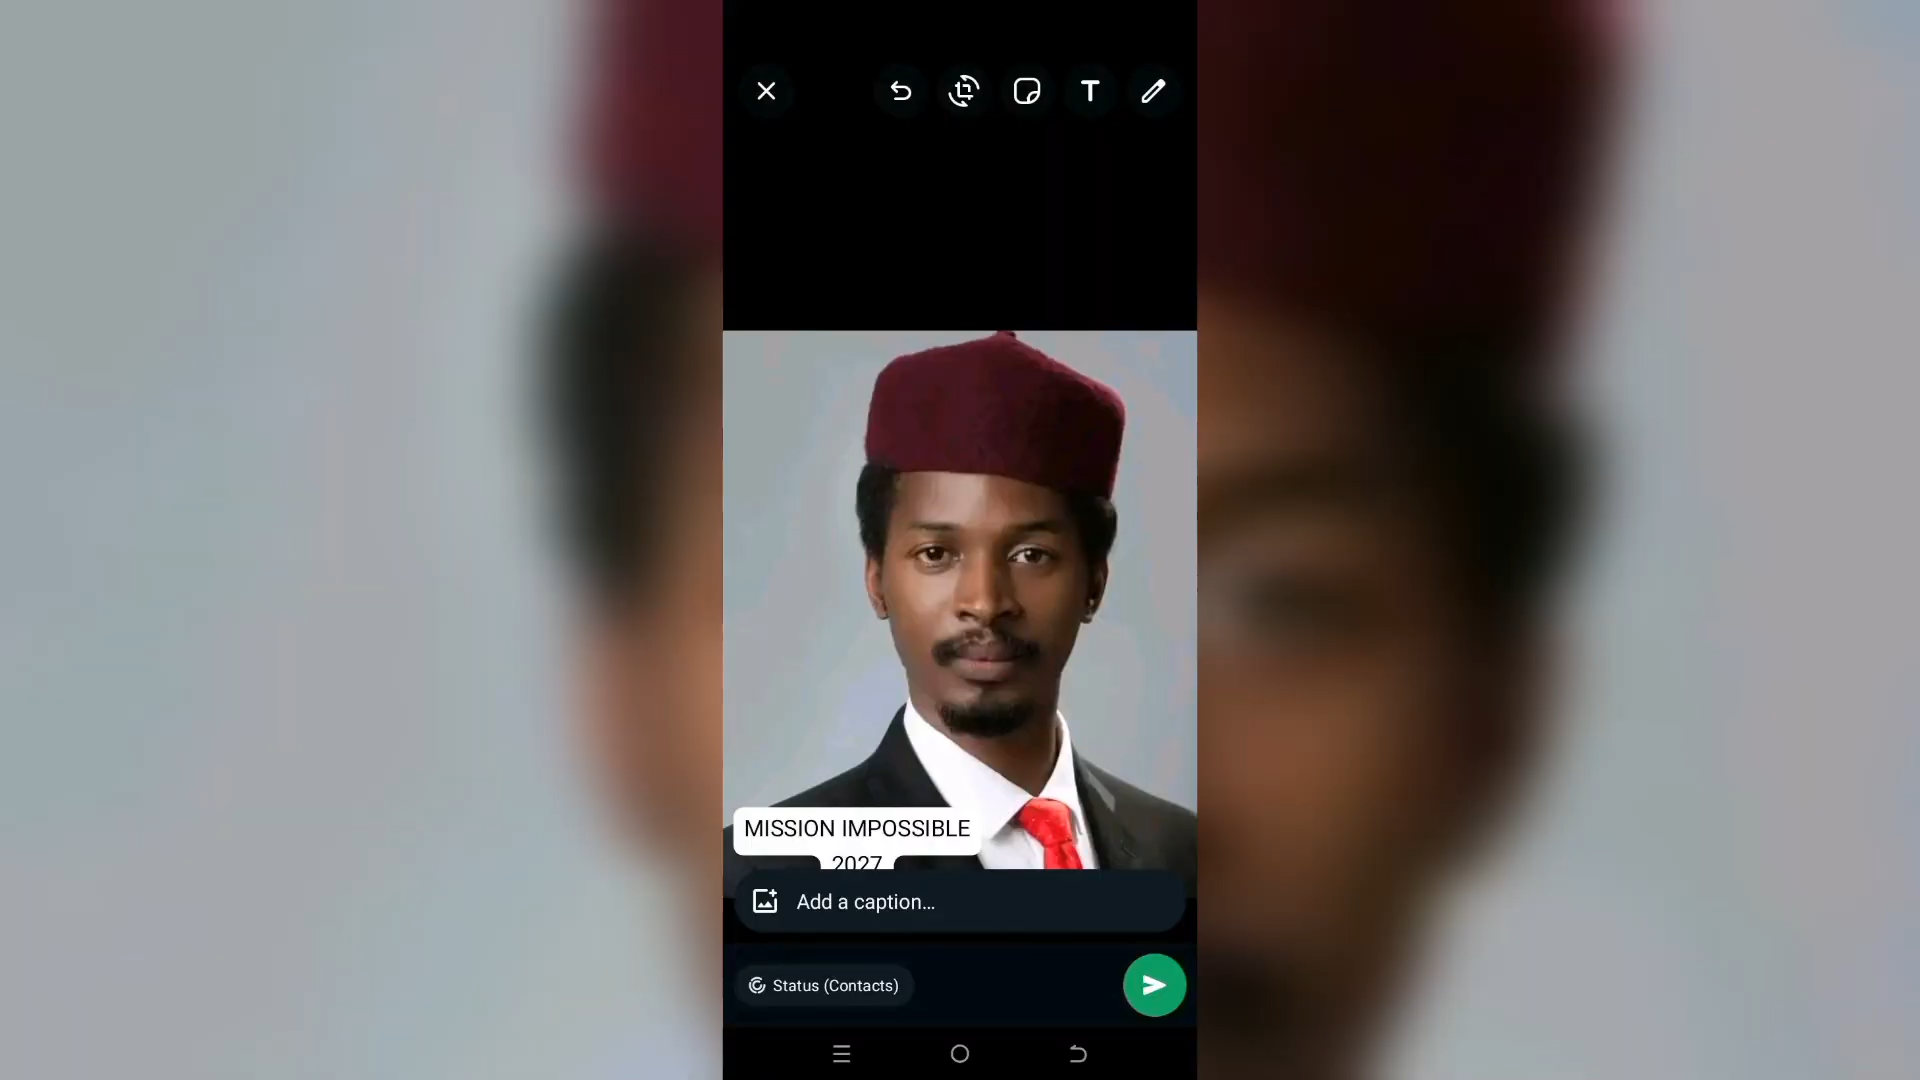 MISSION IMPOSSIBLE
2027
Add a caption...
Status (Contacts)